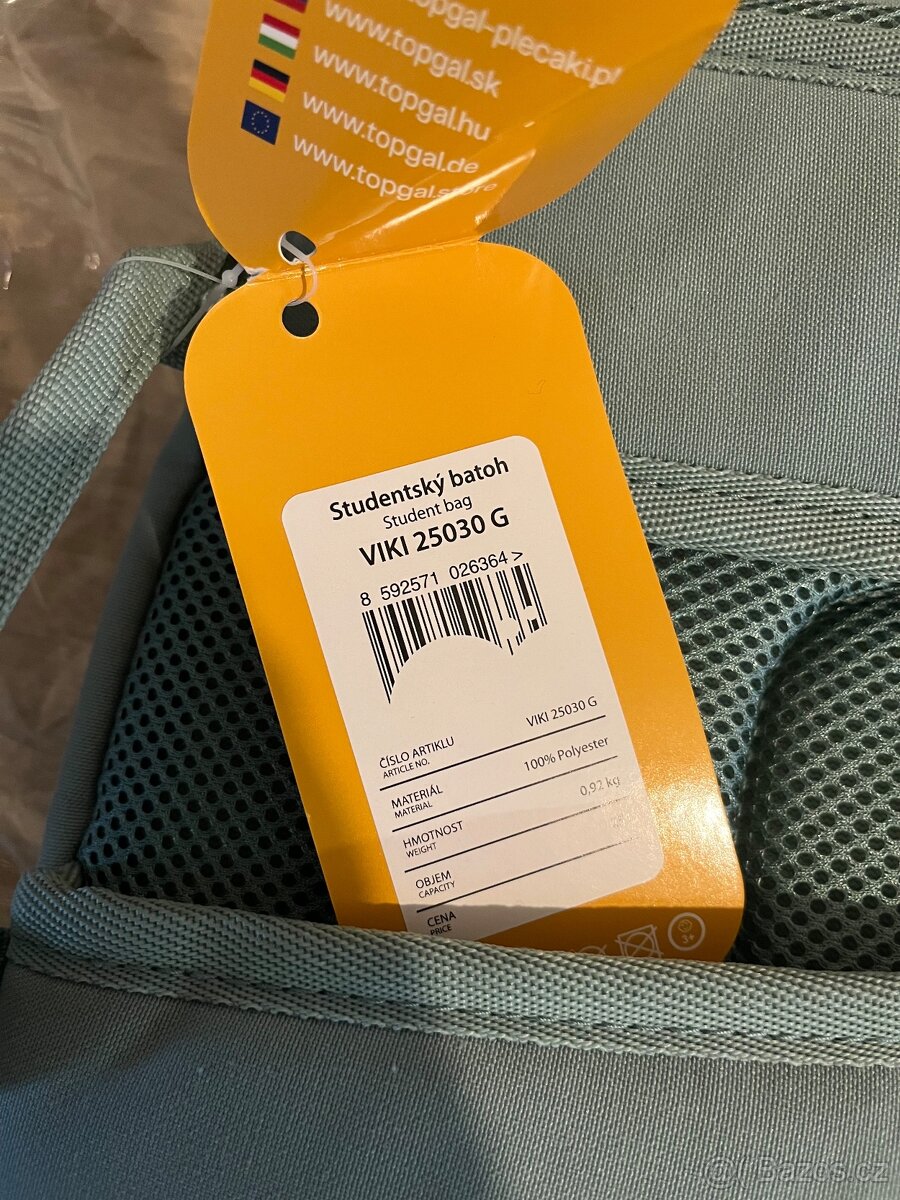 topgal-plecaki.pl
www.topgal.sk
www.topgal.hu
www.topgal.de
www.topgal.store
Studentský batoh
Student bag
VIKI 25030 G
8 592571 026364 >
ČÍSLO ARTIKLU VIKI 25030 G
ARTICLE NO.
MATERIÁL 100% Polyester
MATERIAL
HMOTNOST 0,92 kg
WEIGHT
OBJEM
CAPACITY
CENA
PRICE
3+
@ Bazos.cz